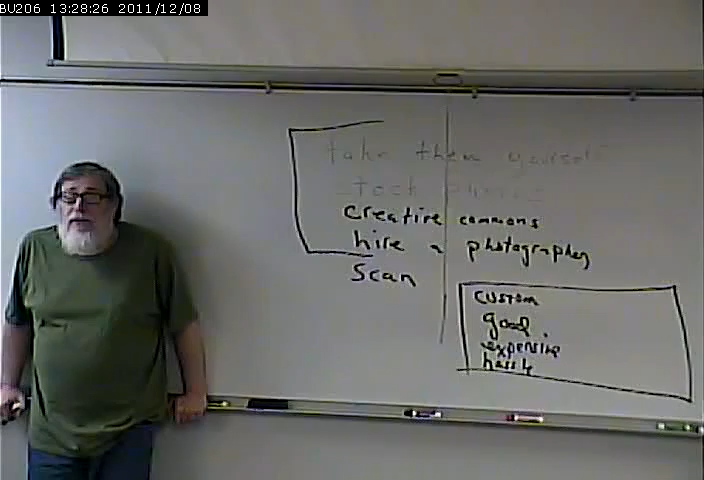 BU206 13:28:26 2011/12/08
take them yourself
stock photos
creative commons
hire a photographer
Scan
custom
good
expensive
hassle